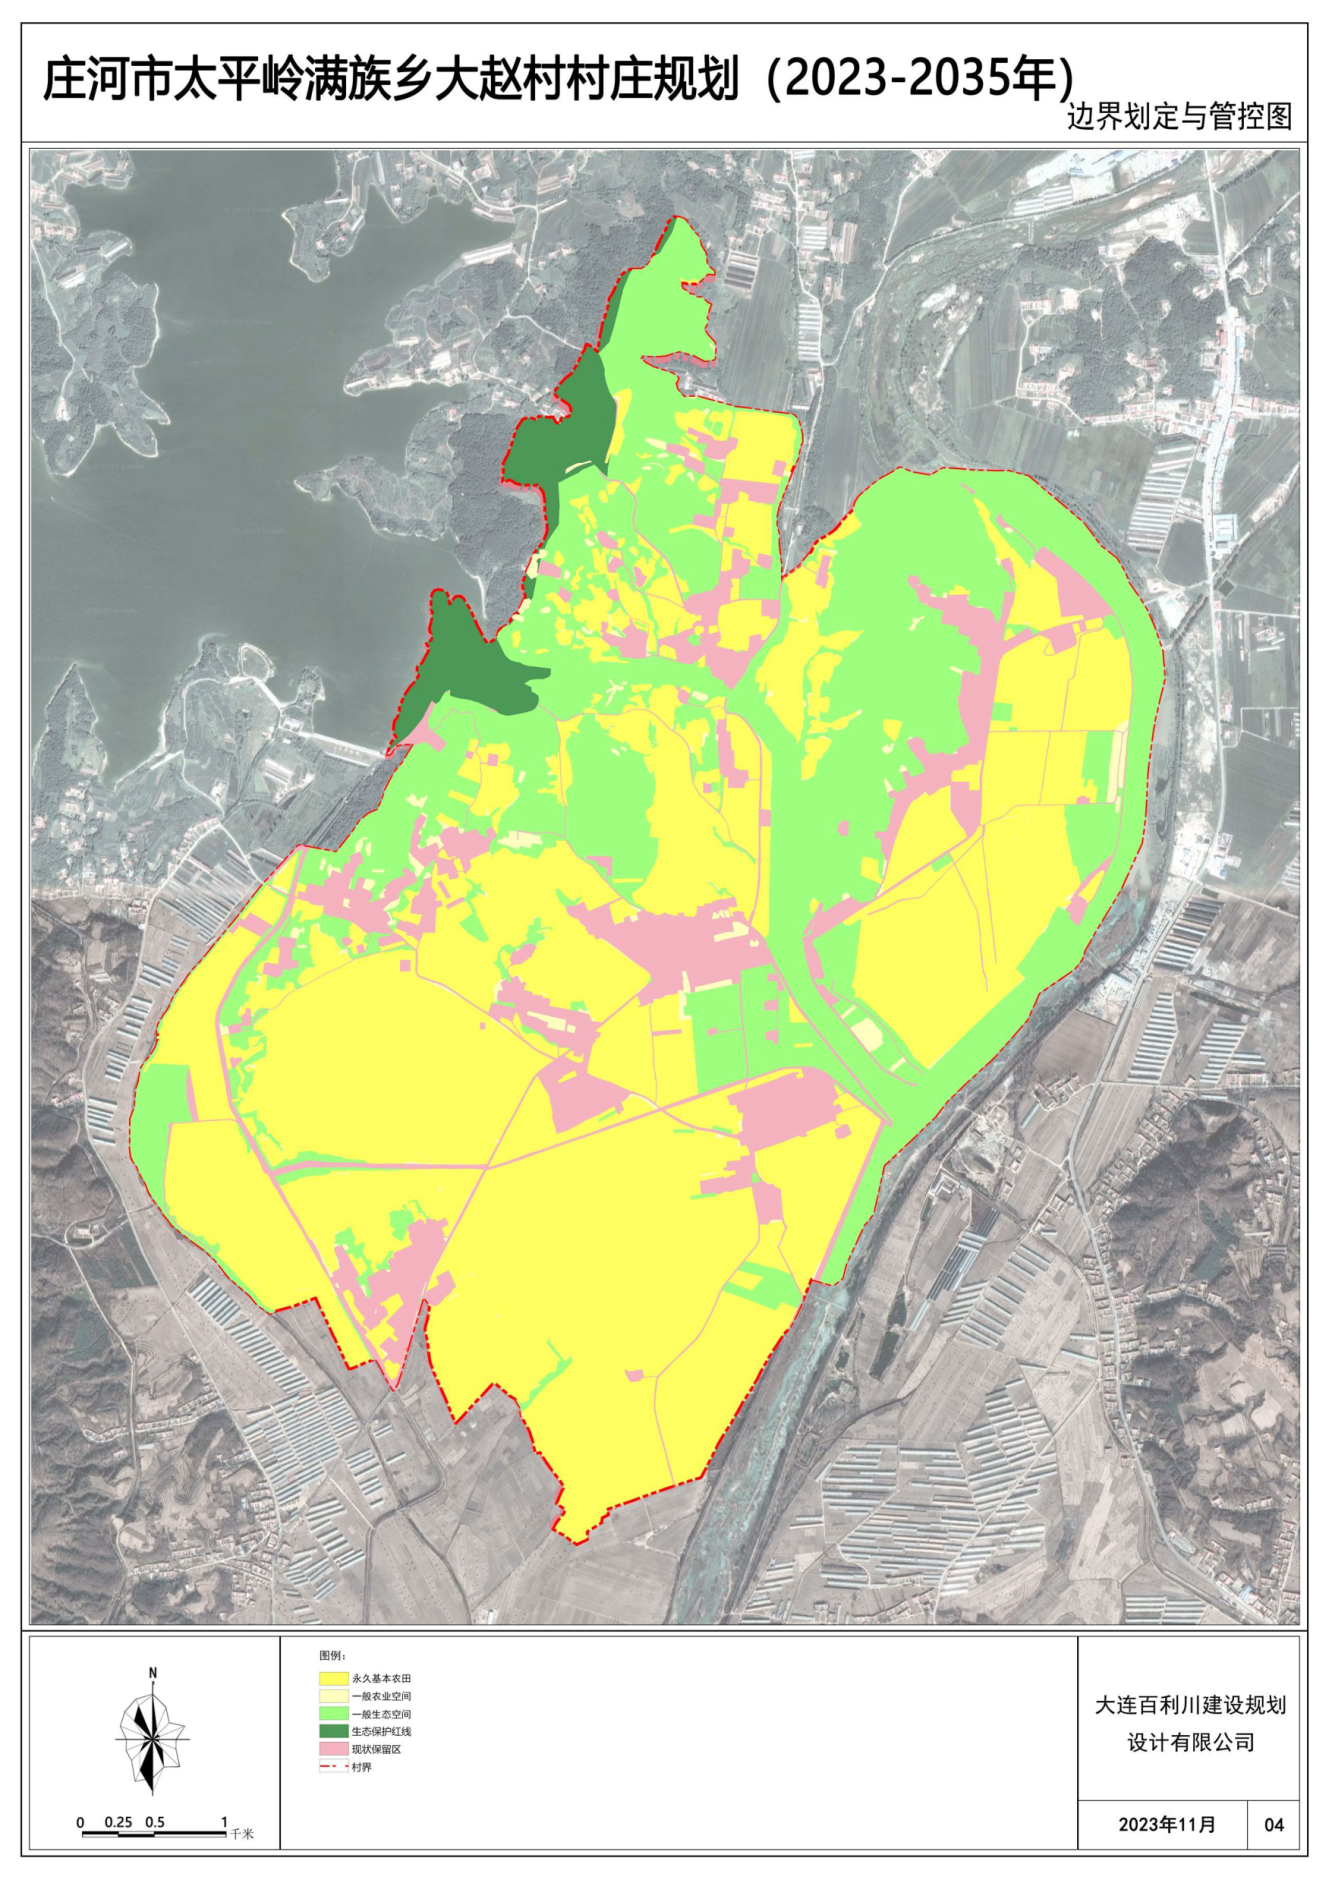 庄河市太平岭满族乡大赵村村庄规划（2023-2035年）
边界划定与管控图
N
0 0.25 0.5 1
千米
图例：
永久基本农田
一般农业空间
一般生态空间
生态保护红线
现状保留区
村界
大连百利川建设规划
设计有限公司
2023年11月
04